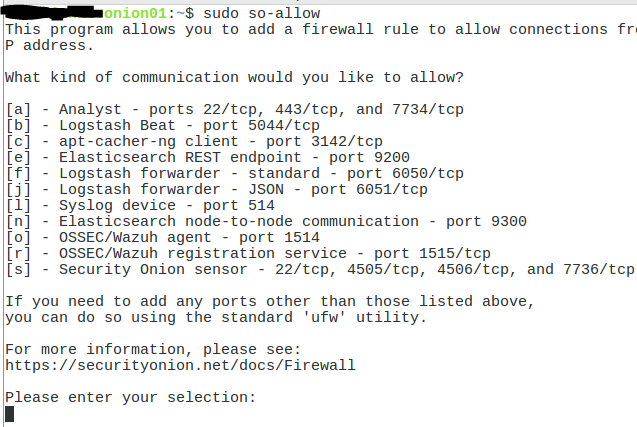 onion01:~$ sudo so-allow
This program allows you to add a firewall rule to allow connections fr
P address.
What kind of communication would you like to allow?
[a] - Analyst - ports 22/tcp, 443/tcp, and 7734/tcp
[b] - Logstash Beat - port 5044/tcp
[c] - apt-cacher-ng client - port 3142/tcp
[e] - Elasticsearch REST endpoint - port 9200
[f] - Logstash forwarder - standard - port 6050/tcp
[j] - Logstash forwarder - JSON - port 6051/tcp
[l] - Syslog device - port 514
[n] - Elasticsearch node-to-node communication - port 9300
[o] - OSSEC/Wazuh agent - port 1514
[r] - OSSEC/Wazuh registration service - port 1515/tcp
[s] - Security Onion sensor - 22/tcp, 4505/tcp, 4506/tcp, and 7736/tcp
If you need to add any ports other than those listed above,
you can do so using the standard 'ufw' utility.
For more information, please see:
https://securityonion.net/docs/Firewall
Please enter your selection: